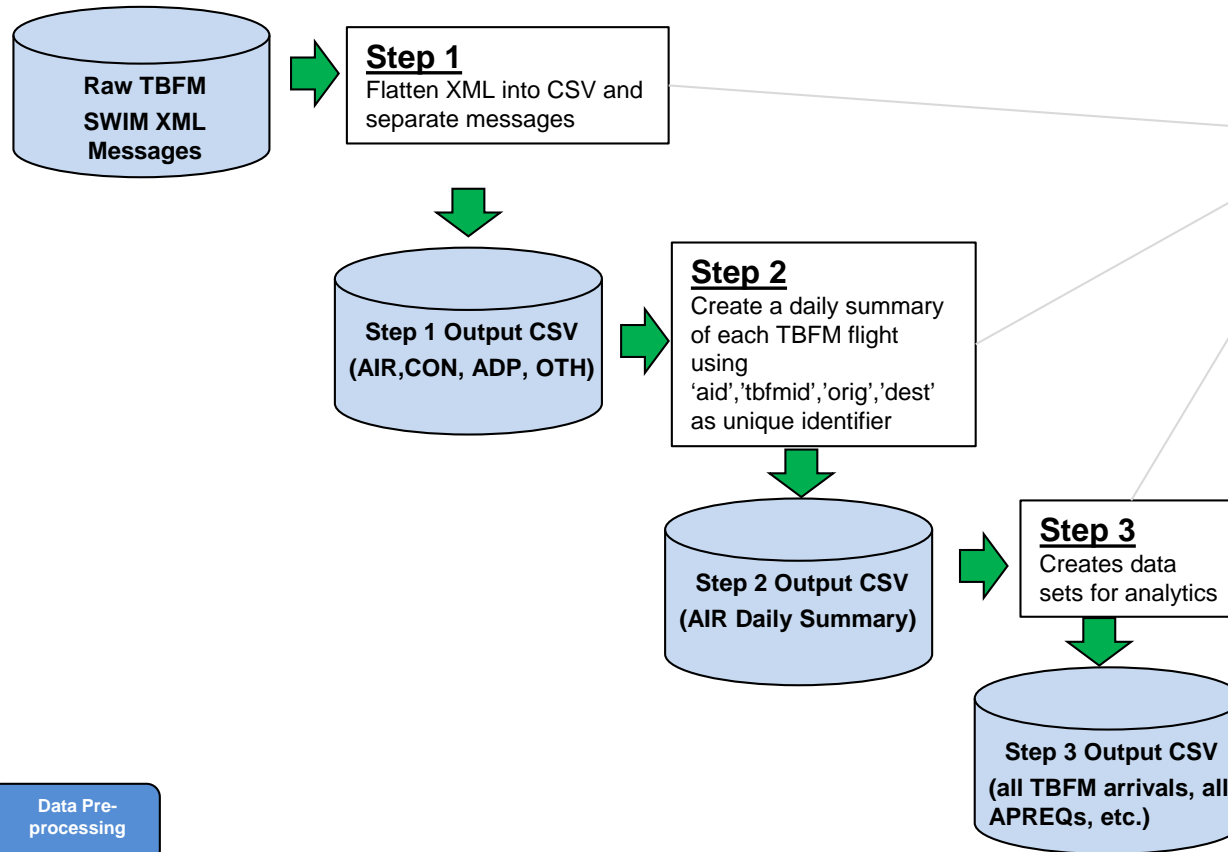 Raw TBFM
SWIM XML
Messages
Step 1
Flatten XML into CSV and
separate messages
Step 1 Output CSV
(AIR,CON, ADP, OTH)
Step 2
Create a daily summary
of each TBFM flight
using
‘aid’,’tbfmid’,’orig’,’dest’
as unique identifier
Step 2 Output CSV
(AIR Daily Summary)
Step 3
Creates data
sets for analytics
Step 3 Output CSV
(all TBFM arrivals, all
APREQs, etc.)
Data Pre-
processing